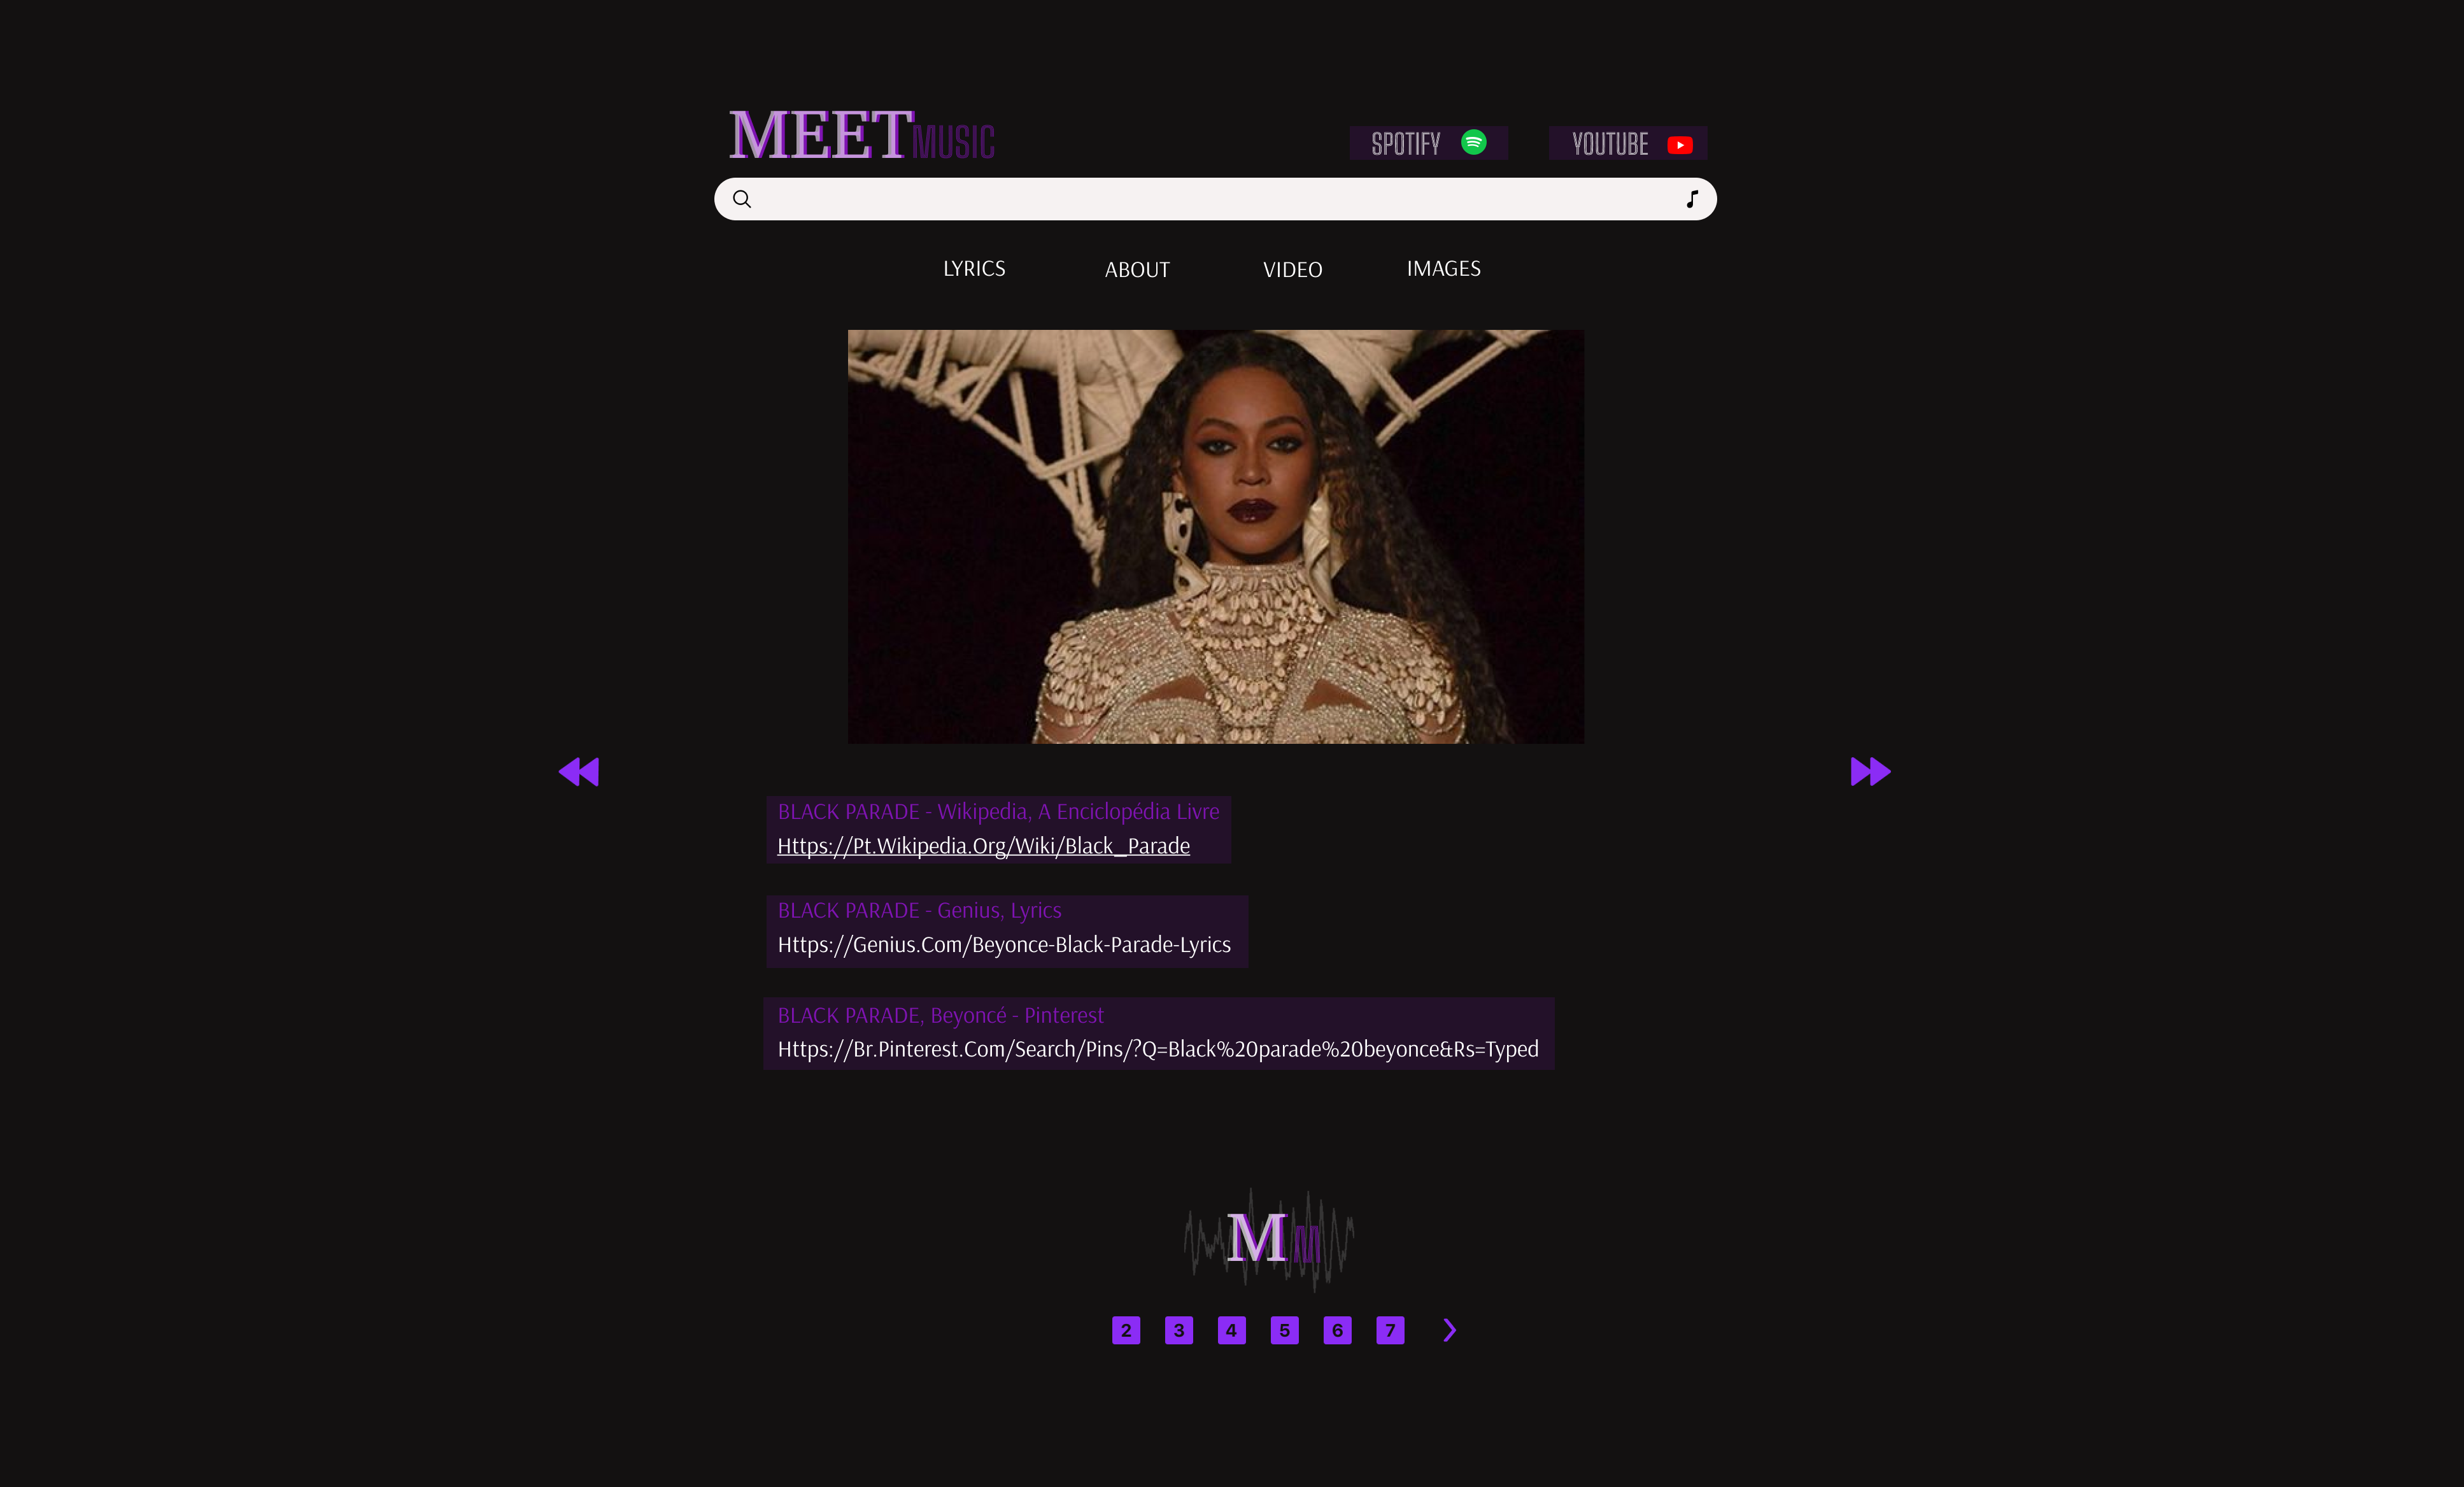 MEETMUSIC
SPOTIFY
YOUTUBE
LYRICS
ABOUT
VIDEO
IMAGES
BLACK PARADE - Wikipedia, A Enciclopédia Livre
Https://Pt.Wikipedia.Org/Wiki/Black_Parade
BLACK PARADE - Genius, Lyrics
Https://Genius.Com/Beyonce-Black-Parade-Lyrics
BLACK PARADE, Beyoncé - Pinterest
Https://Br.Pinterest.Com/Search/Pins/?Q=Black%20parade%20beyonce&Rs=Typed
Mm
2 3 4 5 6 7